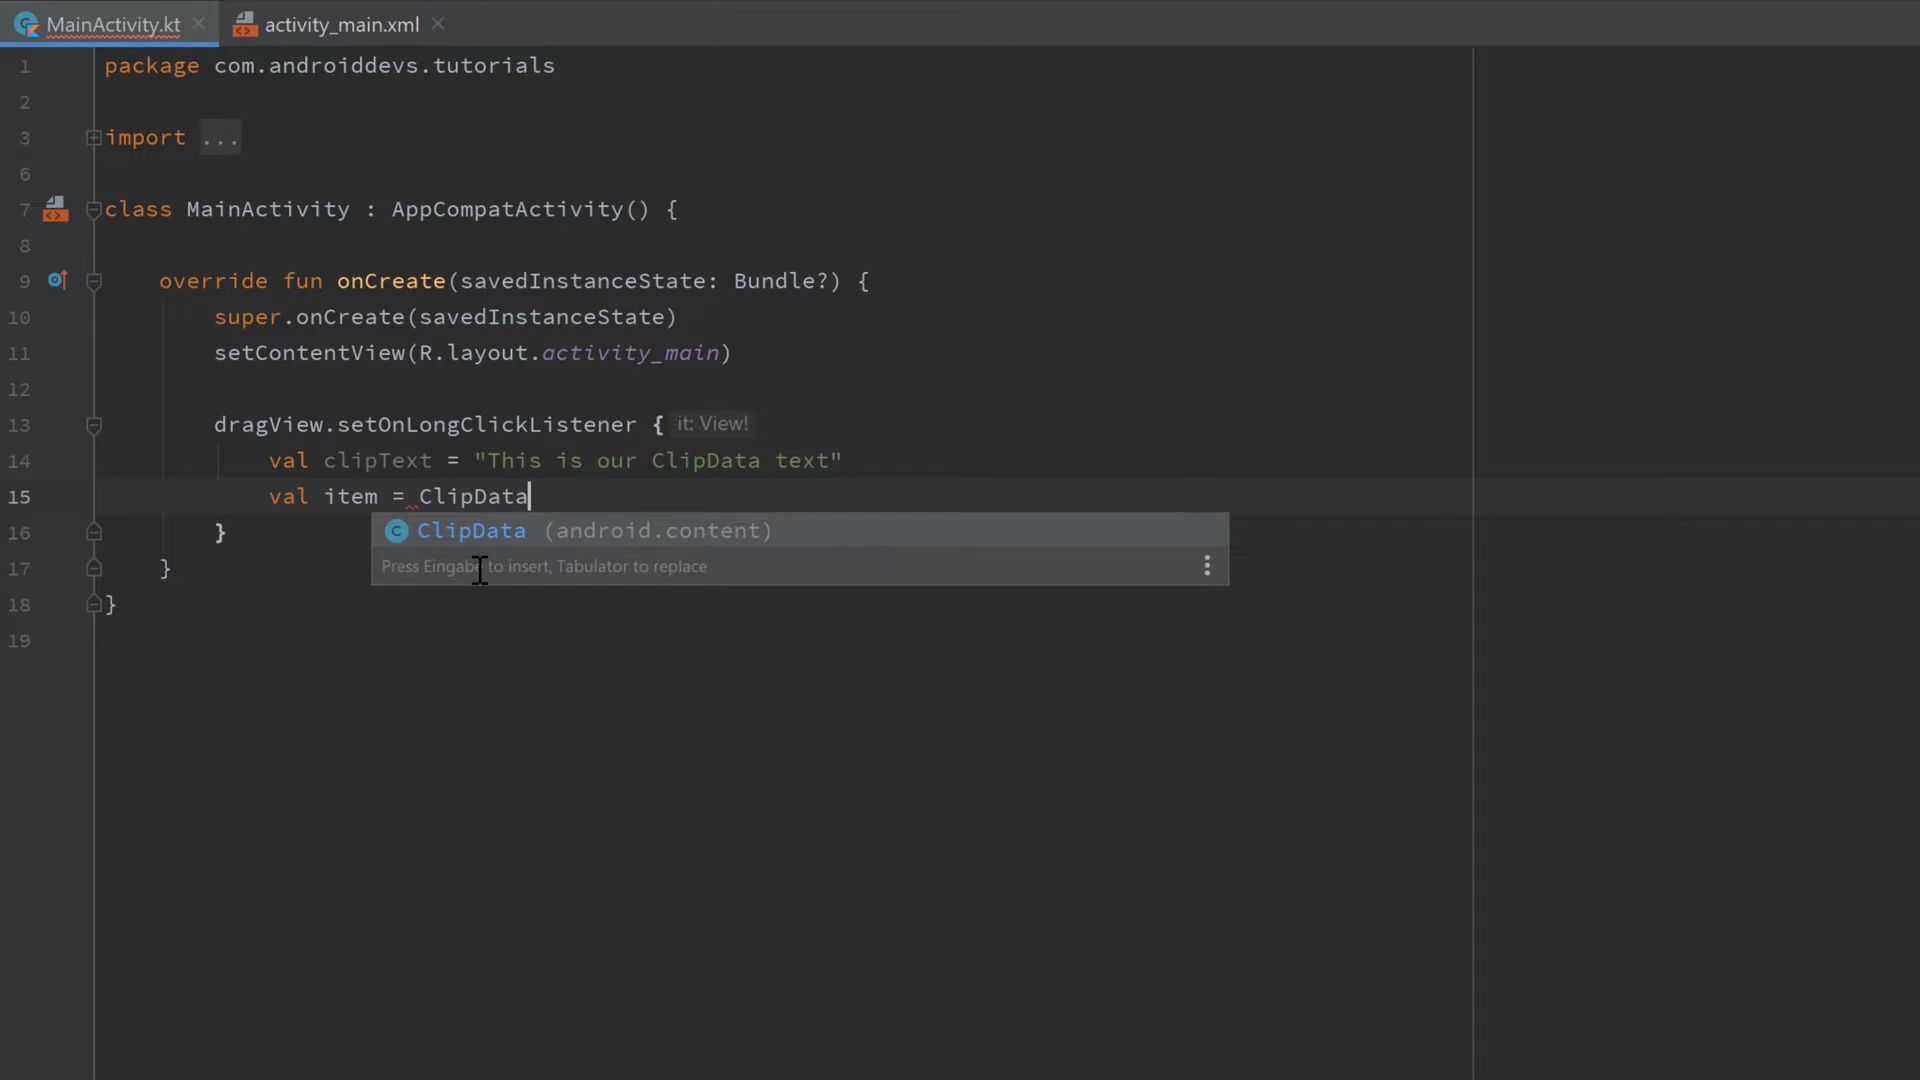 MainActivity.kt activity_main.xml
1 package com.androiddevs.tutorials
2
3 import ...
6
7 class MainActivity : AppCompatActivity() {
8
9 override fun onCreate(savedInstanceState: Bundle?) {
10 super.onCreate(savedInstanceState)
11 setContentView(R.layout.activity_main)
12
13 dragView.setOnLongClickListener { it: View!
14 val clipText = "This is our ClipData text"
15 val item = ClipData
16 }
ClipData (android.content)
17 }
Press Eingabe to insert, Tabulator to replace
18 }
19